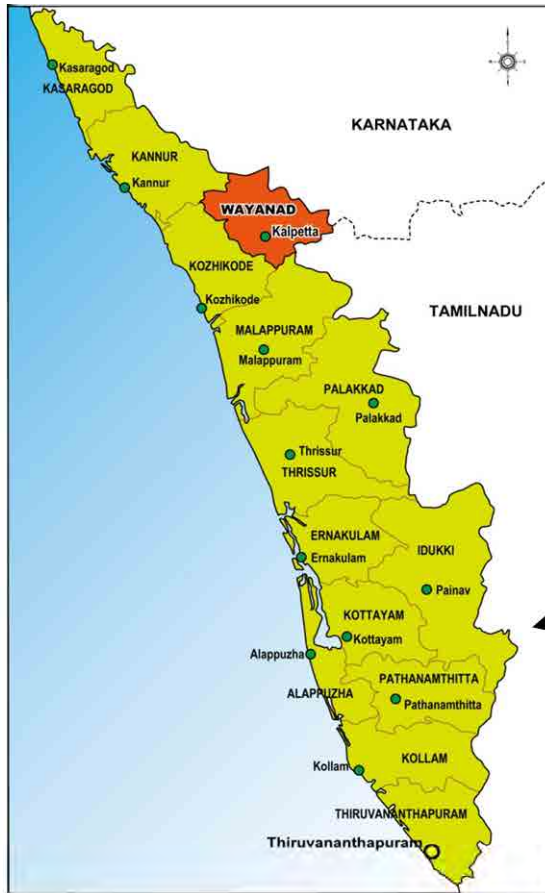 Kasaragod
KASARAGOD
KARNATAKA
KANNUR
Kannur
WAYANAD
Kalpetta
KOZHIKODE
Kozhikode
TAMILNADU
MALAPPURAM
Malappuram
PALAKKAD
Palakkad
Thrissur
THRISSUR
ERNAKULAM
Ernakulam
IDUKKI
Painav
KOTTAYAM
Kottayam
Alappuzha
ALAPPUZHA
PATHANAMTHITTA
Pathanamthitta
KOLLAM
Kollam
THIRUVANANTHAPURAM
Thiruvananthapuram